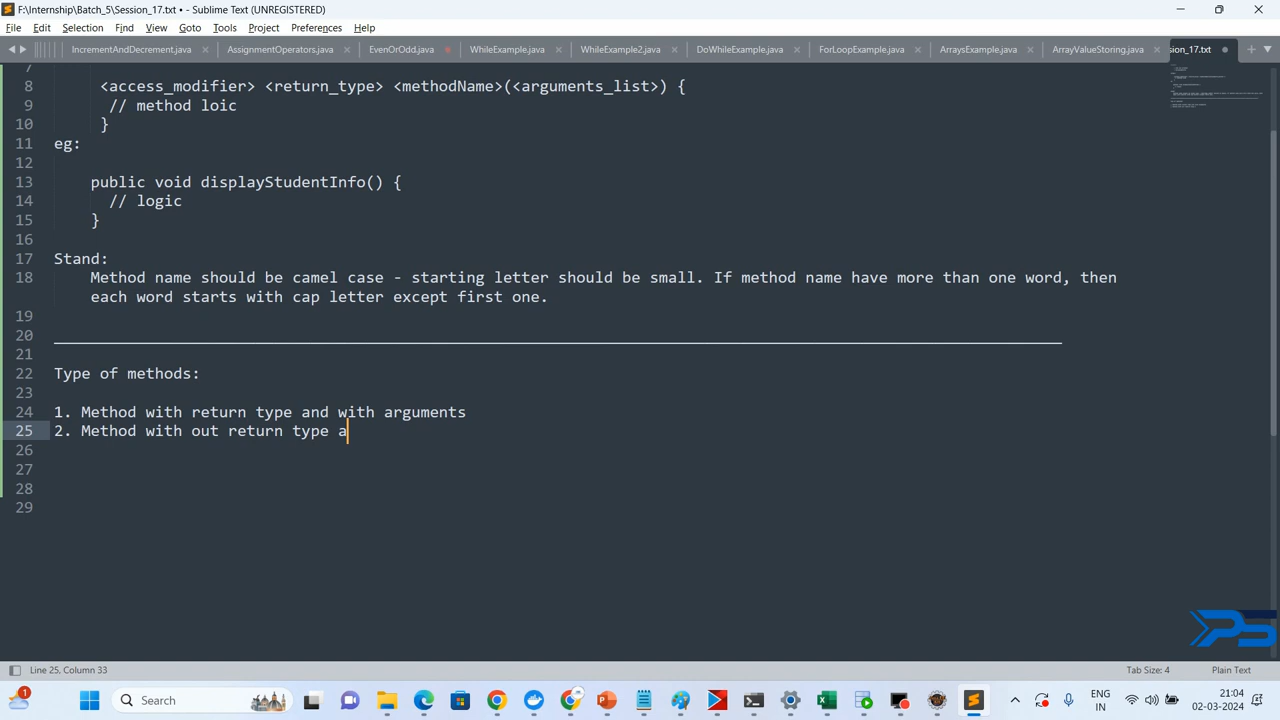 F:\Internship\Batch_5\Session_17.txt • - Sublime Text (UNREGISTERED)
File Edit Selection Find View Goto Tools Project Preferences Help
IncrementAndDecrement.java AssignmentOperators.java EvenOrOdd.java WhileExample.java WhileExample2.java DoWhileExample.java ForLoopExample.java ArraysExample.java ArrayValueStoring.java sion_17.txt
7
8 <access_modifier> <return_type> <methodName>(<arguments_list>) {
9 // method loic
10 }
11 eg:
12
13 public void displayStudentInfo() {
14 // logic
15 }
16
17 Stand:
18 Method name should be camel case - starting letter should be small. If method name have more than one word, then
each word starts with cap letter except first one.
19
20
21
22 Type of methods:
23
24 1. Method with return type and with arguments
25 2. Method with out return type a
26
27
28
29
PS
Line 25, Column 33 Tab Size: 4 Plain Text
1 Search ENG IN 21:04 02-03-2024